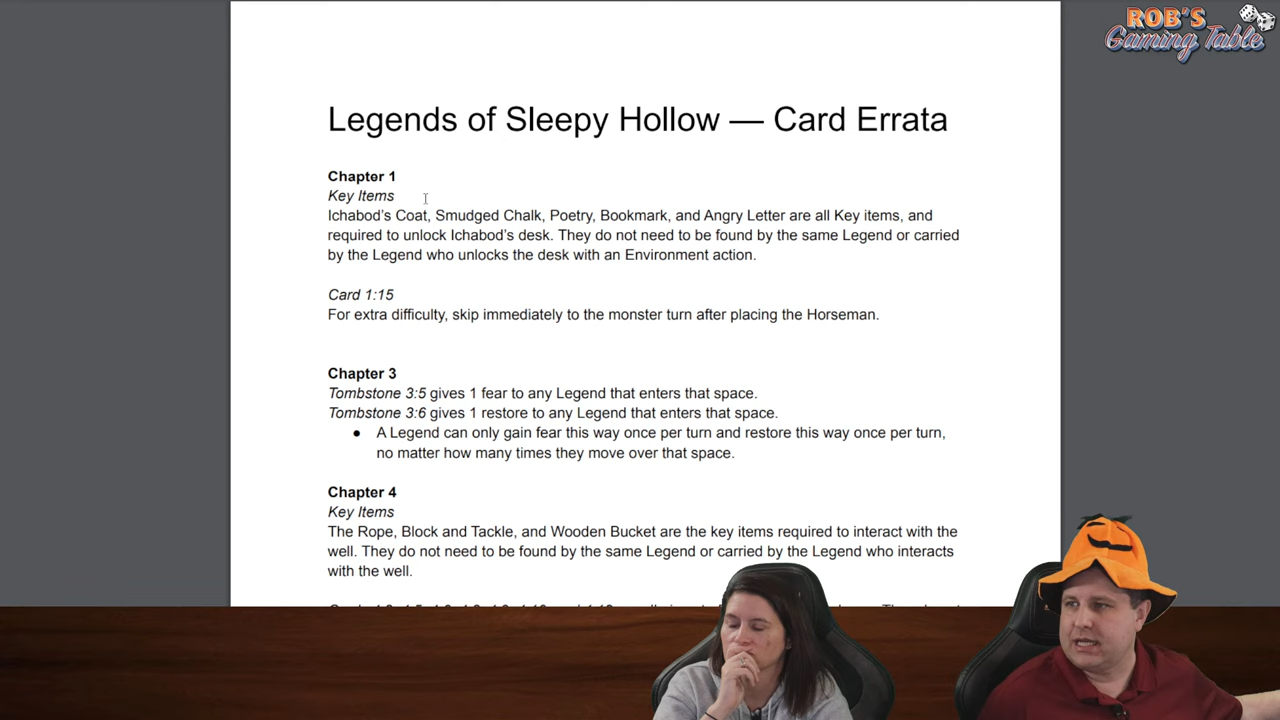 ROB'S
Gaming Table
Legends of Sleepy Hollow — Card Errata
Chapter 1
Key Items
Ichabod's Coat, Smudged Chalk, Poetry, Bookmark, and Angry Letter are all Key items, and
required to unlock Ichabod's desk. They do not need to be found by the same Legend or carried
by the Legend who unlocks the desk with an Environment action.
Card 1:15
For extra difficulty, skip immediately to the monster turn after placing the Horseman.
Chapter 3
Tombstone 3:5 gives 1 fear to any Legend that enters that space.
Tombstone 3:6 gives 1 restore to any Legend that enters that space.
● A Legend can only gain fear this way once per turn and restore this way once per turn,
no matter how many times they move over that space.
Chapter 4
Key Items
The Rope, Block and Tackle, and Wooden Bucket are the key items required to interact with the
well. They do not need to be found by the same Legend or carried by the Legend who interacts
with the well.